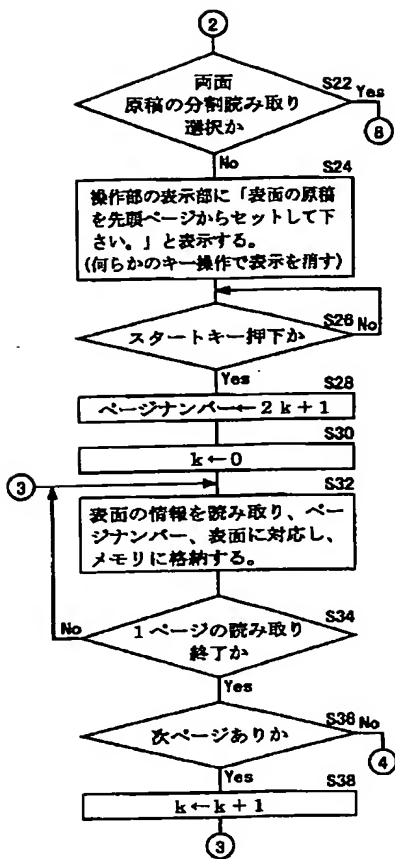 2
両面
原稿の分割読み取り
選択か
S22
Yes
8
No
S24
操作部の表示部に「表面の原稿
を先頭ページからセットして下
さい。」と表示する。
(何らかのキー操作で表示を消す)
S26
No
スタートキー押下か
Yes
S28
ページナンバー←2k+1
S30
k←0
3
S32
表面の情報を読み取り、ペー
ジナンバー、表面に対応し、
メモリに格納する。
S34
No
1ページの読み取り
終了か
Yes
S36
No
次ページありか
4
Yes
S38
k←k+1
3